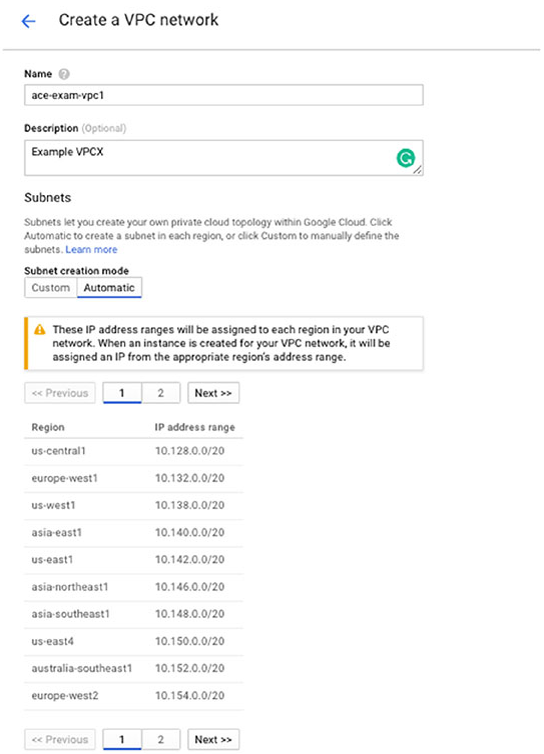 Create a VPC network
Name
ace-exam-vpc1
Description (Optional)
Example VPCX
Subnets
Subnets let you create your own private cloud topology within Google Cloud. Click
Automatic to create a subnet in each region, or click Custom to manually define the
subnets. Learn more
Subnet creation mode
Custom Automatic
These IP address ranges will be assigned to each region in your VPC
network. When an instance is created for your VPC network, it will be
assigned an IP from the appropriate region's address range.
<< Previous 1 2 Next >>
Region IP address range
us-central1 10.128.0.0/20
europe-west1 10.132.0.0/20
us-west1 10.138.0.0/20
asia-east1 10.140.0.0/20
us-east1 10.142.0.0/20
asia-northeast1 10.146.0.0/20
asia-southeast1 10.148.0.0/20
us-east4 10.150.0.0/20
australia-southeast1 10.152.0.0/20
europe-west2 10.154.0.0/20
<< Previous 1 2 Next >>